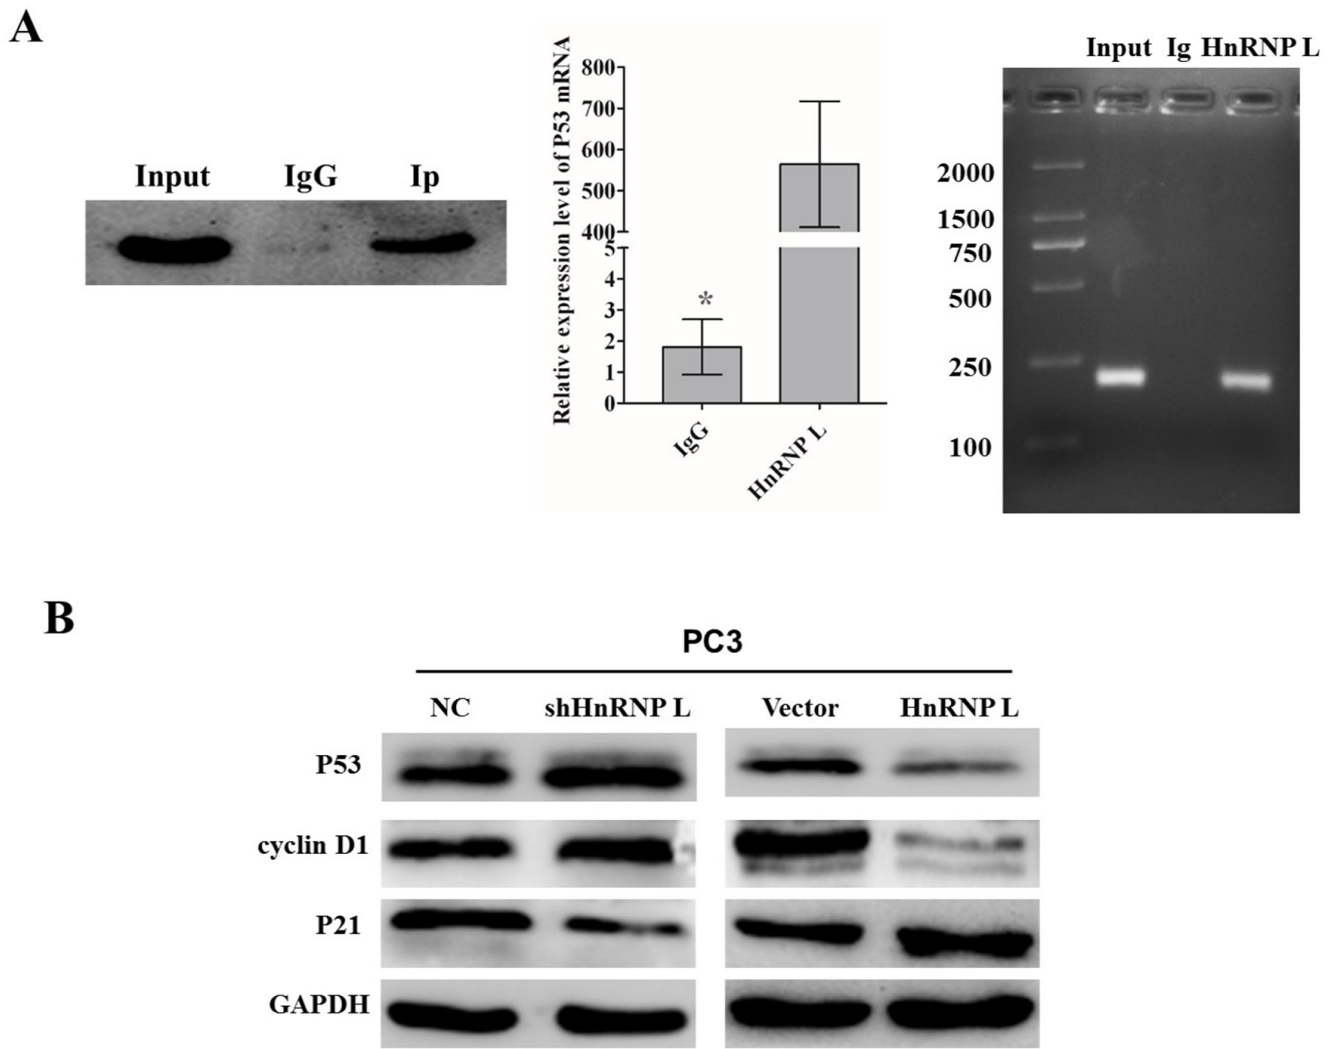 A
Input IgG Ip
Relative expression level of P53 mRNA
800
700
600
500
400
5
4
3
2
1
0
*
IgG
HnRNP L
Input Ig HnRNP L
2000
1500
750
500
250
100
B
PC3
NC shHnRNP L Vector HnRNP L
P53
cyclin D1
P21
GAPDH